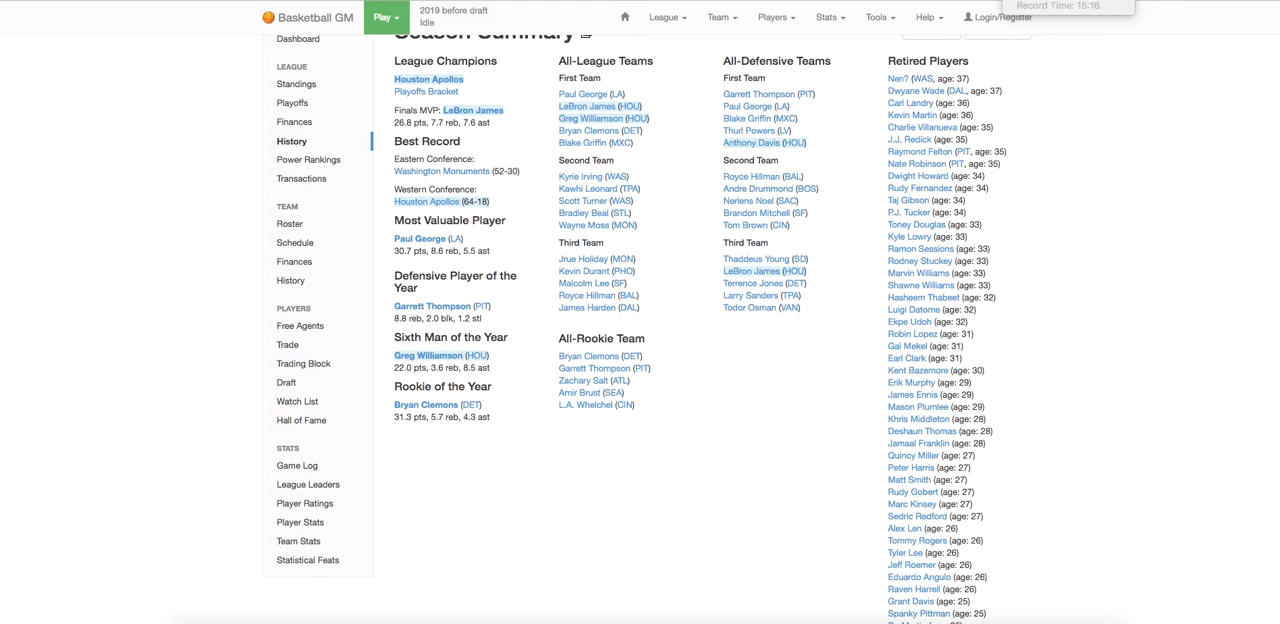 Basketball GM
Play
2019 before draft
Idle
League
Team
Players
Stats
Tools
Help
Login/Register
Record Time: 15:16
Season Summary
Dashboard
LEAGUE
Standings
Playoffs
Finances
History
Power Rankings
Transactions
TEAM
Roster
Schedule
Finances
History
PLAYERS
Free Agents
Trade
Trading Block
Draft
Watch List
Hall of Fame
STATS
Game Log
League Leaders
Player Ratings
Player Stats
Team Stats
Statistical Feats
League Champions
Houston Apollos
Playoffs Bracket
Finals MVP: LeBron James
26.8 pts, 7.7 reb, 7.6 ast
Best Record
Eastern Conference:
Washington Monuments (52-30)
Western Conference:
Houston Apollos (64-18)
Most Valuable Player
Paul George (LA)
30.7 pts, 8.6 reb, 5.5 ast
Defensive Player of the
Year
Garrett Thompson (PIT)
8.8 reb, 2.0 blk, 1.2 stl
Sixth Man of the Year
Greg Williamson (HOU)
22.0 pts, 3.6 reb, 8.5 ast
Rookie of the Year
Bryan Clemons (DET)
31.3 pts, 5.7 reb, 4.3 ast
All-League Teams
First Team
Paul George (LA)
LeBron James (HOU)
Greg Williamson (HOU)
Bryan Clemons (DET)
Blake Griffin (MXC)
Second Team
Kyrie Irving (WAS)
Kawhi Leonard (TPA)
Scott Turner (WAS)
Bradley Beal (STL)
Wayne Moss (MON)
Third Team
Jrue Holiday (MON)
Kevin Durant (PHO)
Malcolm Lee (SF)
Royce Hillman (BAL)
James Harden (DAL)
All-Rookie Team
Bryan Clemons (DET)
Garrett Thompson (PIT)
Zachary Salt (ATL)
Amir Brust (SEA)
L.A. Whelchel (CIN)
All-Defensive Teams
First Team
Garrett Thompson (PIT)
Paul George (LA)
Blake Griffin (MXC)
Thurl Powers (LV)
Anthony Davis (HOU)
Second Team
Royce Hillman (BAL)
Andre Drummond (BOS)
Nerlens Noel (SAC)
Brandon Mitchell (SF)
Tom Brown (CIN)
Third Team
Thaddeus Young (SD)
LeBron James (HOU)
Terrence Jones (DET)
Larry Sanders (TPA)
Todor Osman (VAN)
Retired Players
Nen? (WAS, age: 37)
Dwyane Wade (DAL, age: 37)
Carl Landry (age: 36)
Kevin Martin (age: 36)
Charlie Villanueva (age: 35)
J.J. Redick (age: 35)
Raymond Felton (PIT, age: 35)
Nate Robinson (PIT, age: 35)
Dwight Howard (age: 34)
Rudy Fernandez (age: 34)
Taj Gibson (age: 34)
P.J. Tucker (age: 34)
Toney Douglas (age: 33)
Kyle Lowry (age: 33)
Ramon Sessions (age: 33)
Rodney Stuckey (age: 33)
Marvin Williams (age: 33)
Shawne Williams (age: 33)
Hasheem Thabeet (age: 32)
Luigi Datome (age: 32)
Ekpe Udoh (age: 32)
Robin Lopez (age: 31)
Gal Mekel (age: 31)
Earl Clark (age: 31)
Kent Bazemore (age: 30)
Erik Murphy (age: 29)
James Ennis (age: 29)
Mason Plumlee (age: 29)
Khris Middleton (age: 28)
Deshaun Thomas (age: 28)
Jamaal Franklin (age: 28)
Quincy Miller (age: 27)
Peter Harris (age: 27)
Matt Smith (age: 27)
Rudy Gobert (age: 27)
Marc Kinsey (age: 27)
Sedric Redford (age: 27)
Alex Len (age: 26)
Tommy Rogers (age: 26)
Tyler Lee (age: 26)
Jeff Roemer (age: 26)
Eduardo Angulo (age: 26)
Raven Harrell (age: 26)
Grant Davis (age: 25)
Spanky Pittman (age: 25)